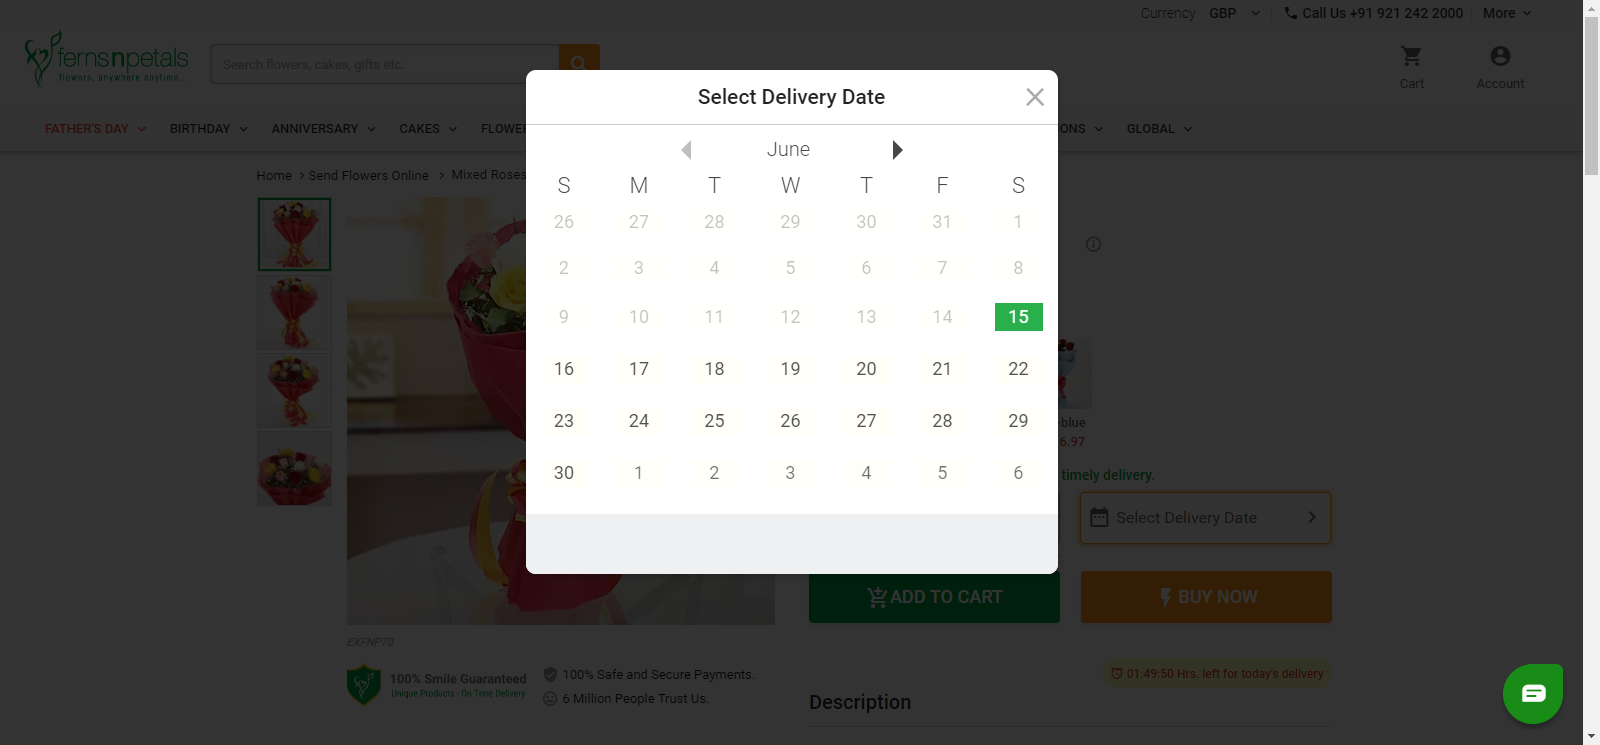 Currency GBP Call Us +91 921 242 2000 More
fernsnpetals
flowers, anywhere anytime..
Search flowers, cakes, gifts etc.
Cart
Account
FATHER'S DAY BIRTHDAY ANNIVERSARY CAKES FLOWER ONS GLOBAL
Home > Send Flowers Online > Mixed Roses
Select Delivery Date
June
S M T W T F S
26 27 28 29 30 31 1
2 3 4 5 6 7 8
9 10 11 12 13 14 15
16 17 18 19 20 21 22
23 24 25 26 27 28 29
30 1 2 3 4 5 6
-blue
6.97
timely delivery.
Select Delivery Date
ADD TO CART
BUY NOW
EXFNP70
100% Smile Guaranteed
Unique Products - On Time Delivery
100% Safe and Secure Payments.
6 Million People Trust Us.
01:49:50 Hrs. left for today's delivery
Description